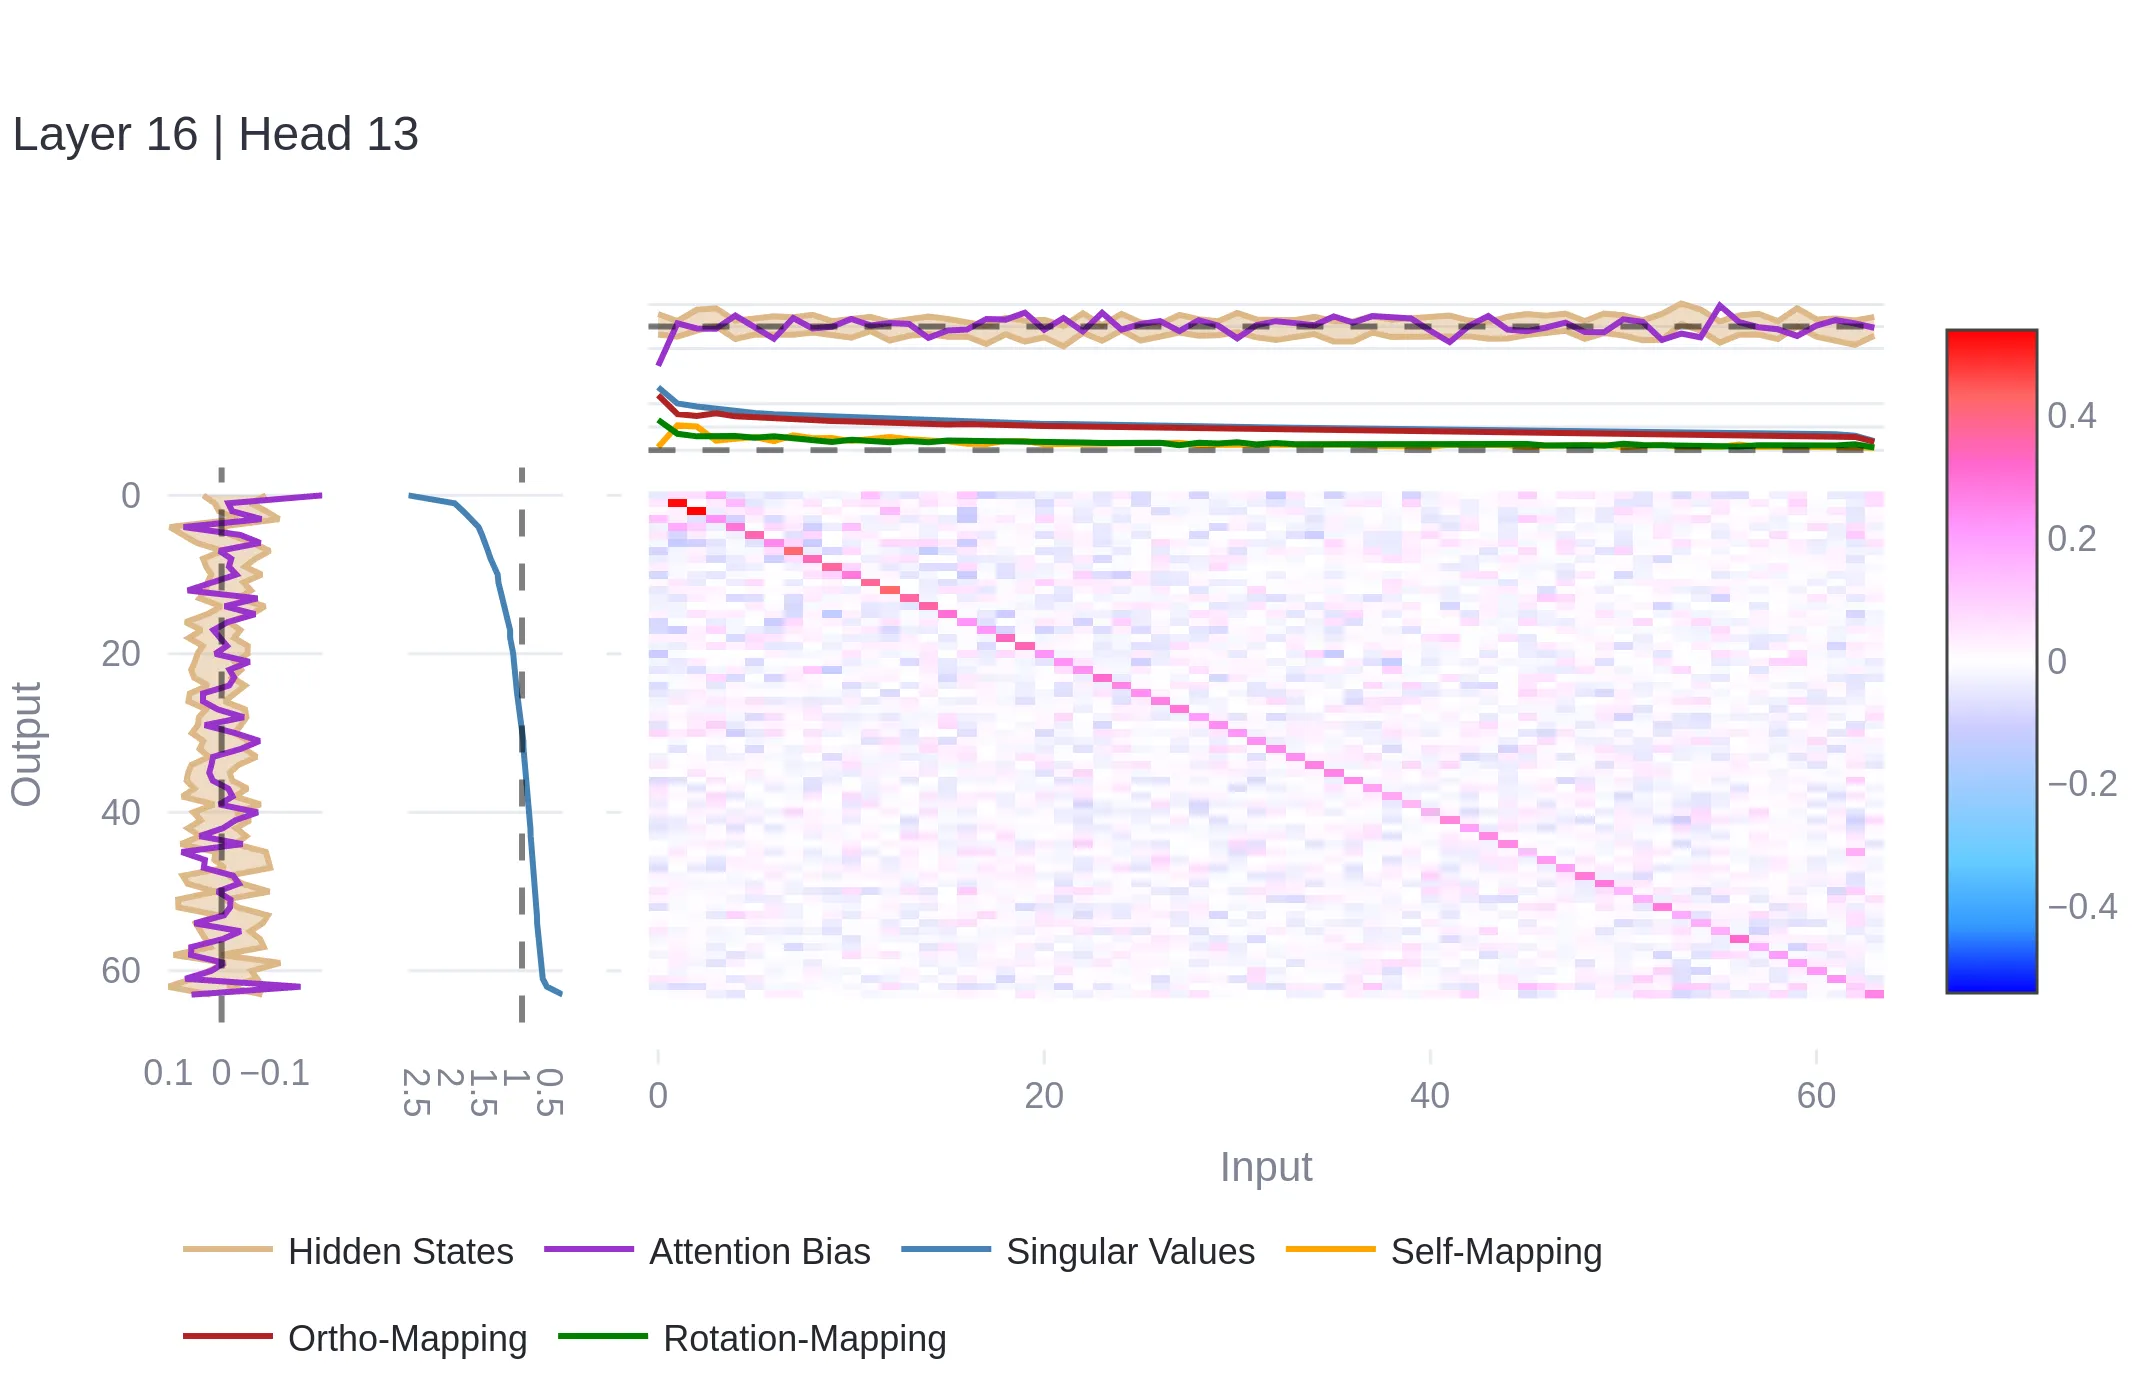 Layer 16 | Head 13
0
20
40
60
Output
0.1 0 −0.1
2.5 2 1.5 1 0.5
0 20 40 60
Input
0.4
0.2
0
−0.2
−0.4
Hidden States Attention Bias Singular Values Self-Mapping
Ortho-Mapping Rotation-Mapping